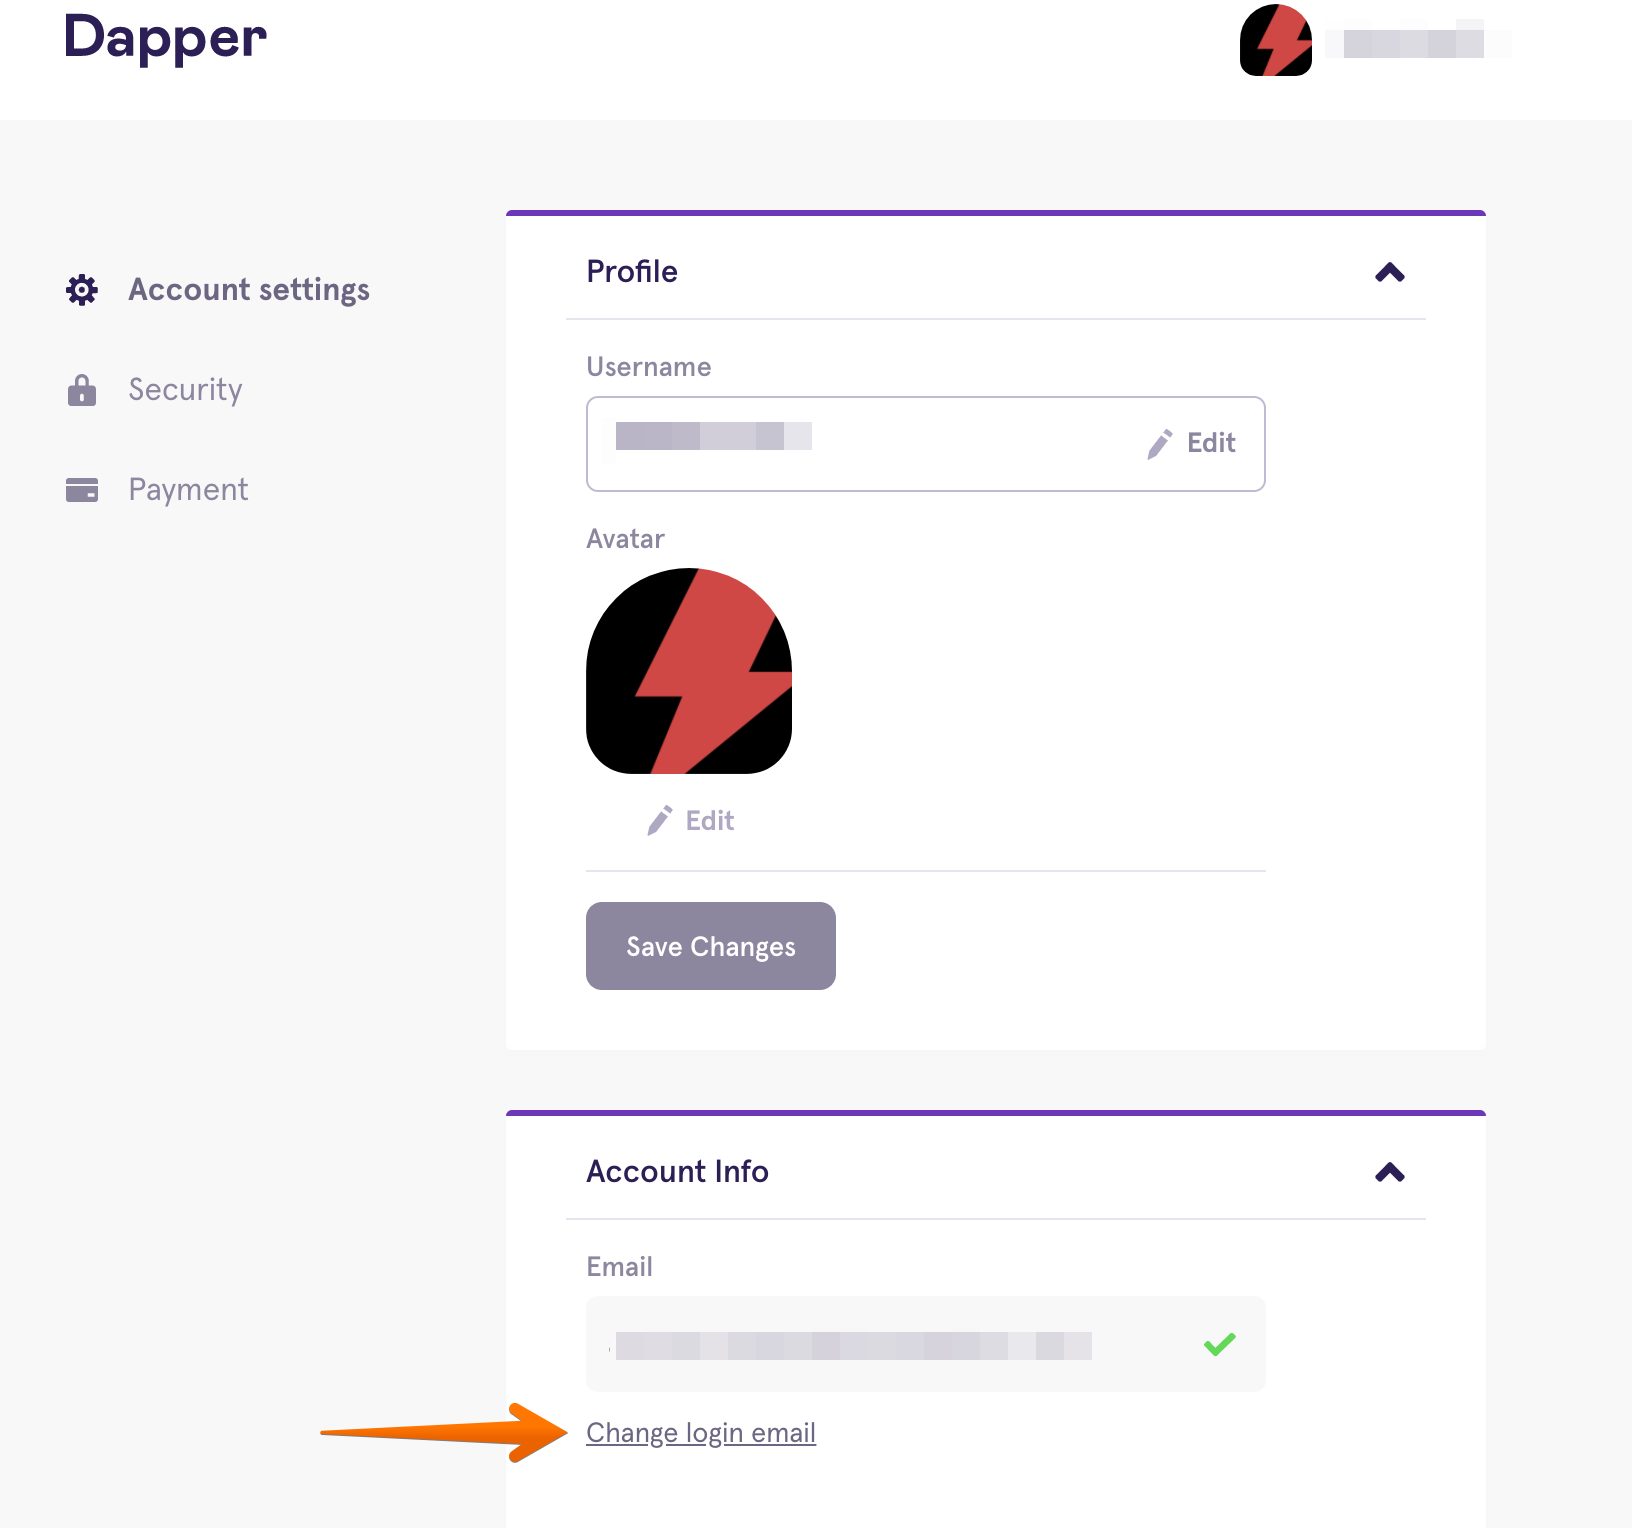 Dapper
Account settings
Security
Payment
Profile
Username
Edit
Avatar
Edit
Save Changes
Account Info
Email
Change login email